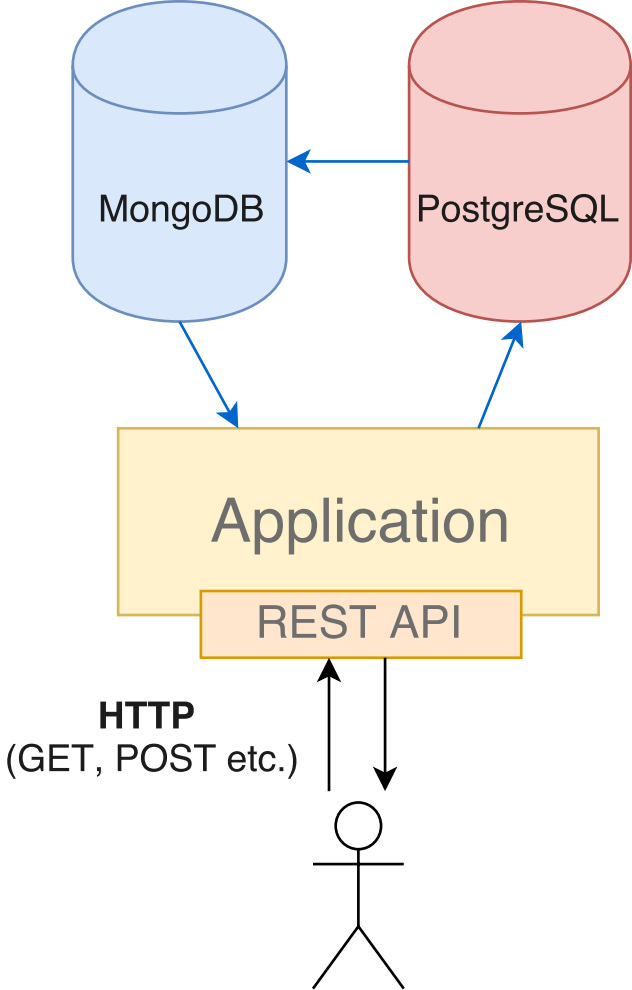 MongoDB
PostgreSQL
Application
REST API
HTTP
(GET, POST etc.)